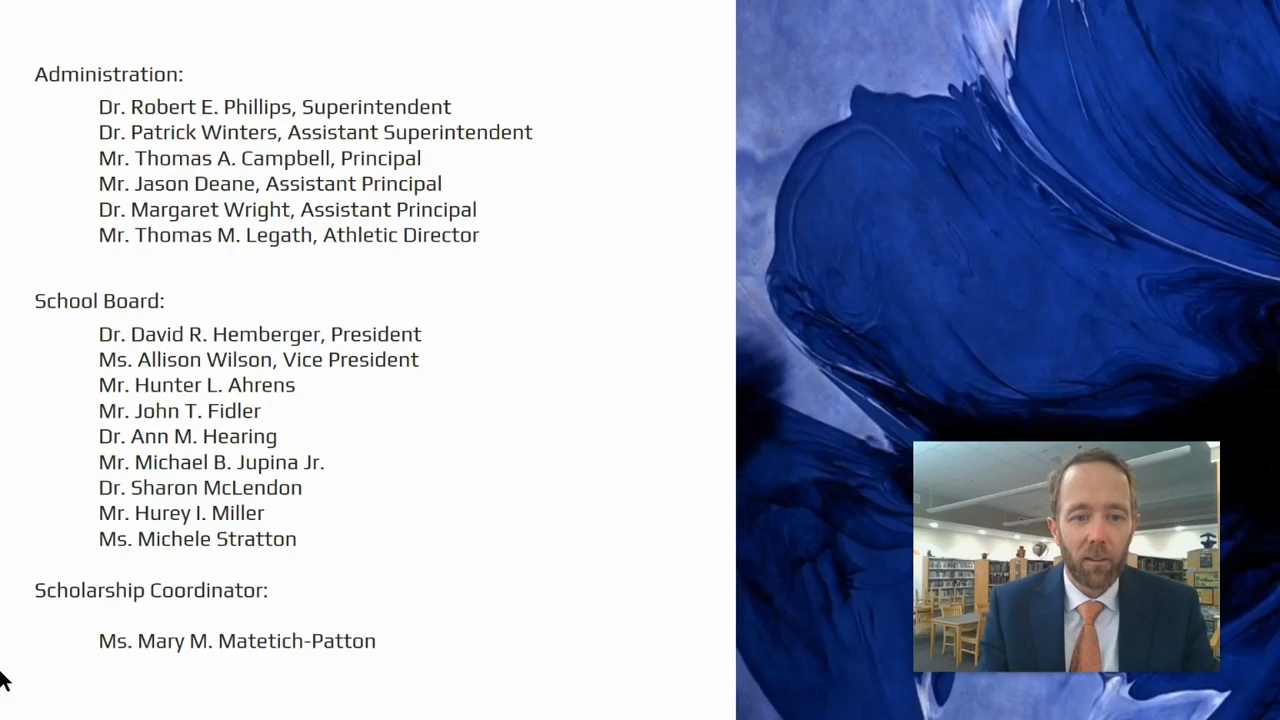 Administration:
Dr. Robert E. Phillips, Superintendent
Dr. Patrick Winters, Assistant Superintendent
Mr. Thomas A. Campbell, Principal
Mr. Jason Deane, Assistant Principal
Dr. Margaret Wright, Assistant Principal
Mr. Thomas M. Legath, Athletic Director
School Board:
Dr. David R. Hemberger, President
Ms. Allison Wilson, Vice President
Mr. Hunter L. Ahrens
Mr. John T. Fidler
Dr. Ann M. Hearing
Mr. Michael B. Jupina Jr.
Dr. Sharon McLendon
Mr. Hurey I. Miller
Ms. Michele Stratton
Scholarship Coordinator:
Ms. Mary M. Matetich-Patton